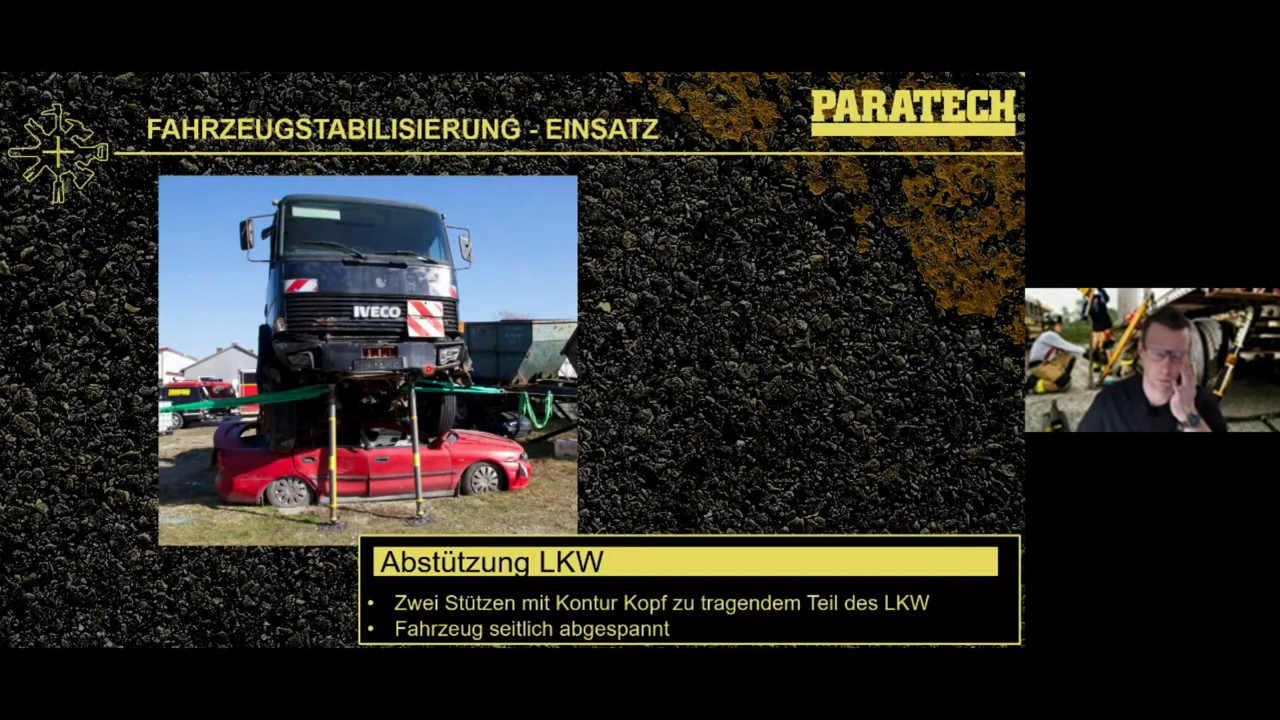 FAHRZEUGSTABILISIERUNG - EINSATZ
PARATECH®
IVECO
Abstützung LKW
• Zwei Stützen mit Kontur Kopf zu tragendem Teil des LKW
• Fahrzeug seitlich abgespannt